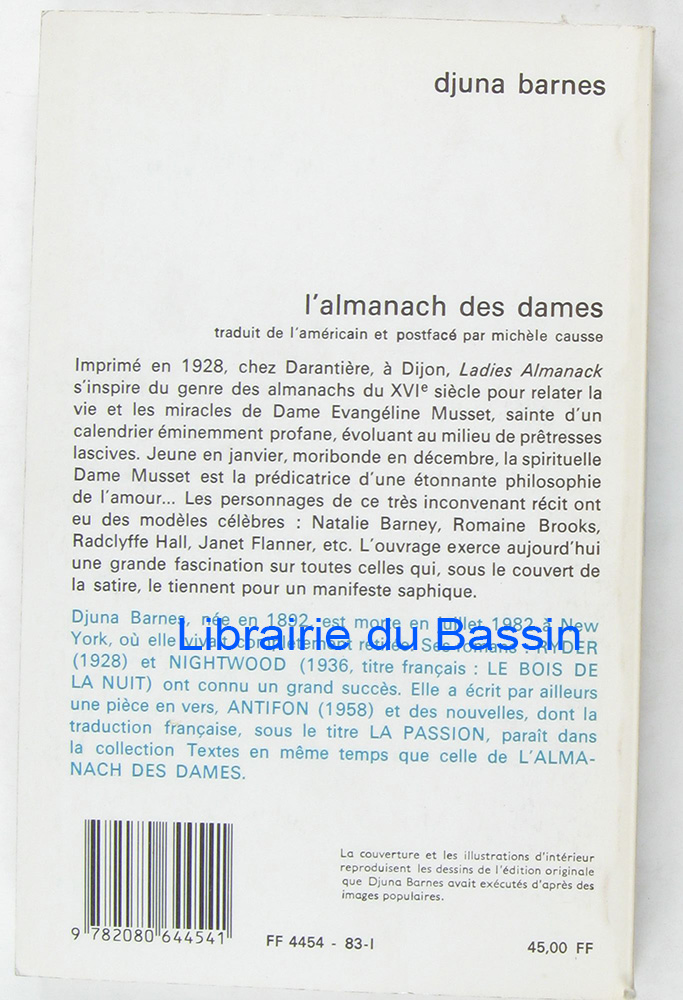 djuna barnes
l'almanach des dames
traduit de l'américain et postfacé par michèle causse
Imprimé en 1928, chez Darantière, à Dijon, Ladies Almanack
s'inspire du genre des almanachs du XVIe siècle pour relater la
vie et les miracles de Dame Evangéline Musset, sainte d'un
calendrier éminemment profane, évoluant au milieu de prêtresses
lascives. Jeune en janvier, moribonde en décembre, la spirituelle
Dame Musset est la prédicatrice d'une étonnante philosophie
de l'amour... Les personnages de ce très inconvenant récit ont
eu des modèles célèbres : Natalie Barney, Romaine Brooks,
Radclyffe Hall, Janet Flanner, etc. L'ouvrage exerce aujourd'hui
une grande fascination sur toutes celles qui, sous le couvert de
la satire, le tiennent pour un manifeste saphique.
Djuna Barnes, née en 1892, est morte en juillet 1982 à New
York, où elle vivait complètement retirée. Ses romans : RYDER
Librairie du Bassin
(1928) et NIGHTWOOD (1936, titre français : LE BOIS DE
LA NUIT) ont connu un grand succès. Elle a écrit par ailleurs
une pièce en vers, ANTIFON (1958) et des nouvelles, dont la
traduction française, sous le titre LA PASSION, paraît dans
la collection Textes en même temps que celle de L'ALMA-
NACH DES DAMES.
La couverture et les illustrations d'intérieur
reproduisent les dessins de l'édition originale
que Djuna Barnes avait exécutés d'après des
images populaires.
9 782080 644541
FF 4454 - 83-I
45,00 FF